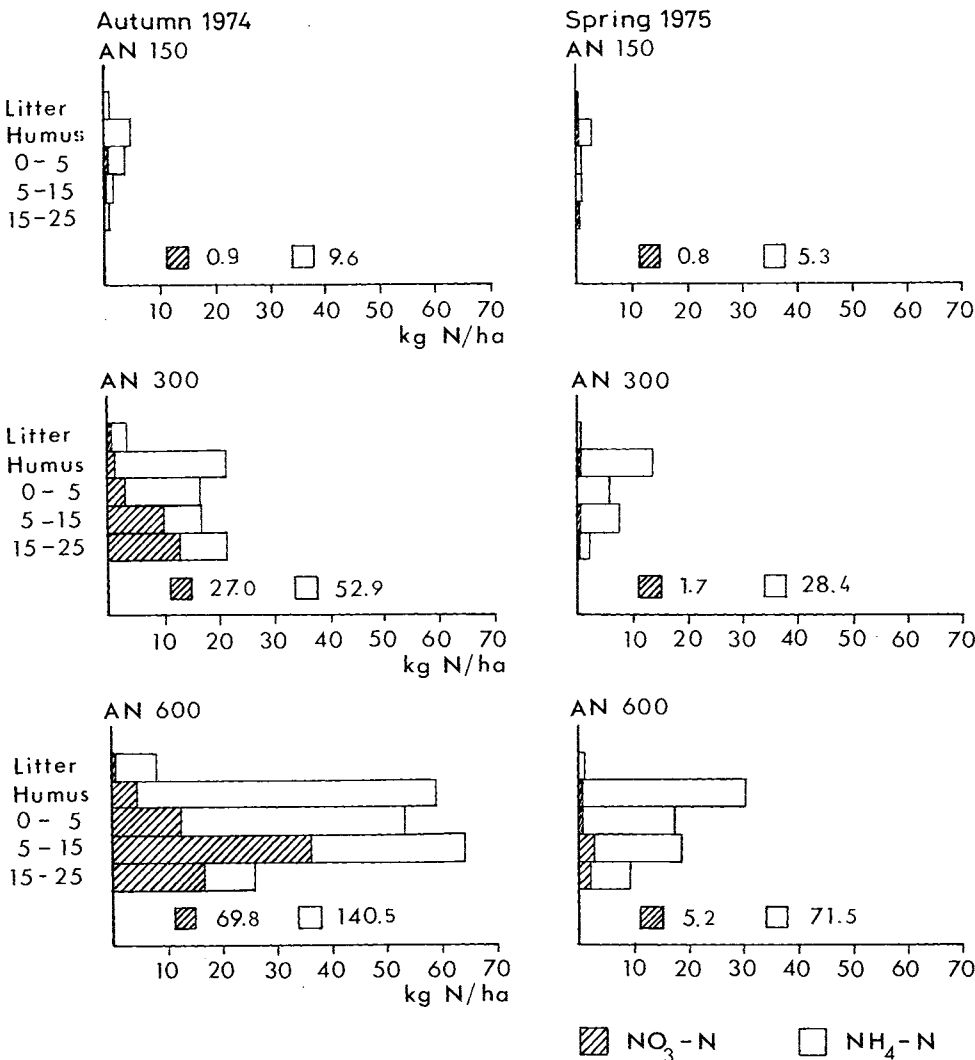 Autumn 1974
AN 150
Litter
Humus
0-5
5-15
15-25
0.9 9.6
10 20 30 40 50 60 70
kg N/ha
Spring 1975
AN 150
0.8 5.3
10 20 30 40 50 60 70
AN 300
Litter
Humus
0-5
5-15
15-25
27.0 52.9
10 20 30 40 50 60 70
kg N/ha
AN 300
1.7 28.4
10 20 30 40 50 60 70
AN 600
Litter
Humus
0-5
5-15
15-25
69.8 140.5
10 20 30 40 50 60 70
kg N/ha
AN 600
5.2 71.5
10 20 30 40 50 60 70
NO3-N NH4-N